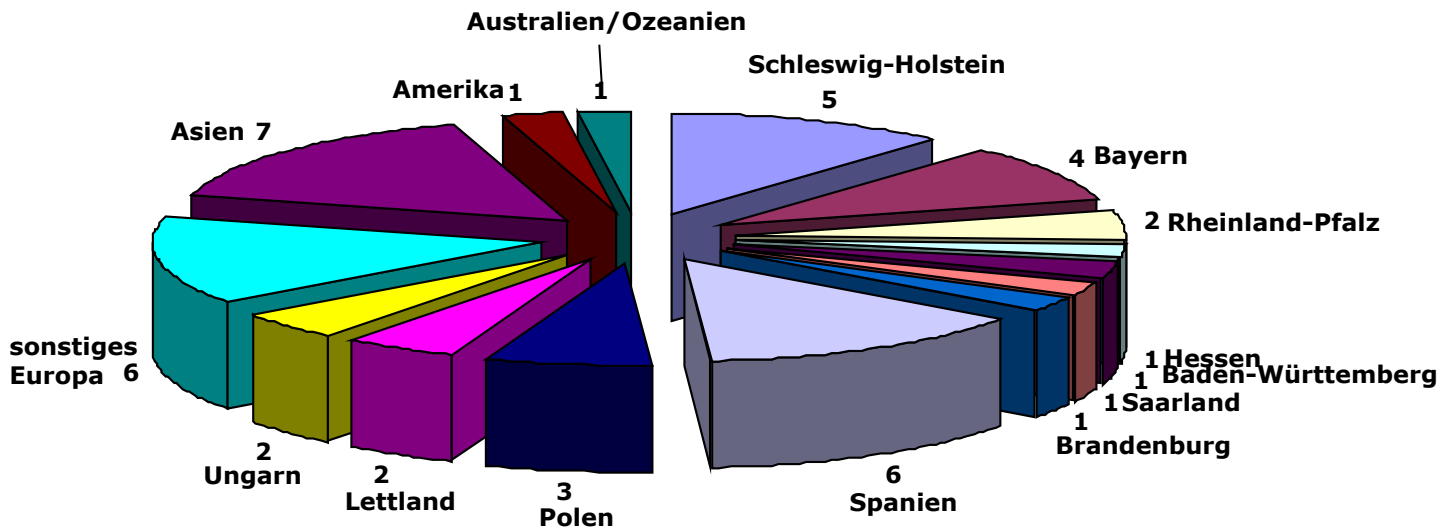 Australien/Ozeanien
1
Schleswig-Holstein
5
4 Bayern
2 Rheinland-Pfalz
1 Hessen
1 Baden-Württemberg
1 Saarland
1
Brandenburg
6
Spanien
3
Polen
2
Lettland
2
Ungarn
sonstiges
Europa 6
Asien 7
Amerika 1